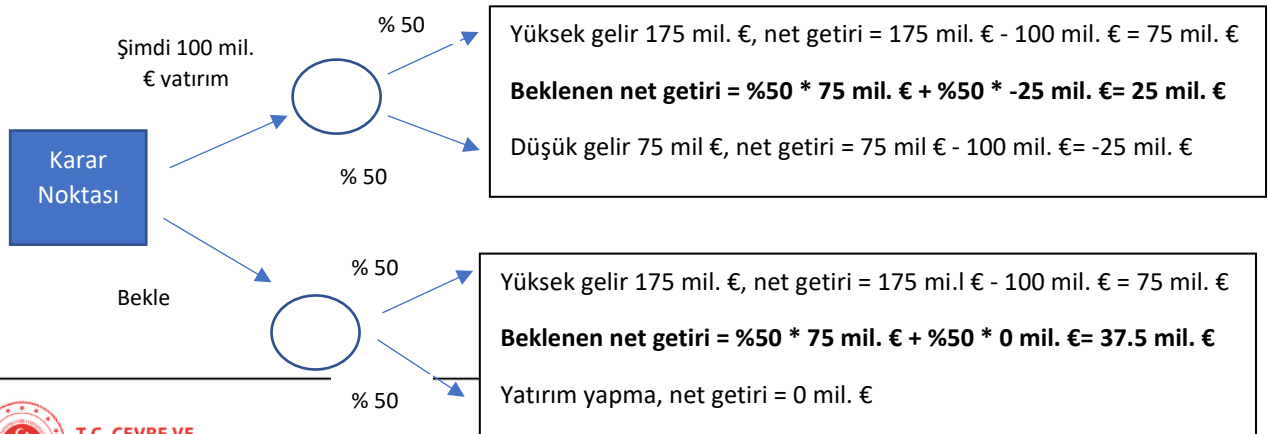 % 50
Şimdi 100 mil.
€ yatırım
Yüksek gelir 175 mil. €, net getiri = 175 mil. € - 100 mil. € = 75 mil. €
Beklenen net getiri = %50 * 75 mil. € + %50 * -25 mil. €= 25 mil. €
Düşük gelir 75 mil €, net getiri = 75 mil € - 100 mil. €= -25 mil. €
Karar
Noktası
% 50
% 50
Bekle
Yüksek gelir 175 mil. €, net getiri = 175 mi.l € - 100 mil. € = 75 mil. €
Beklenen net getiri = %50 * 75 mil. € + %50 * 0 mil. €= 37.5 mil. €
Yatırım yapma, net getiri = 0 mil. €
% 50
T.C. ÇEVRE VE